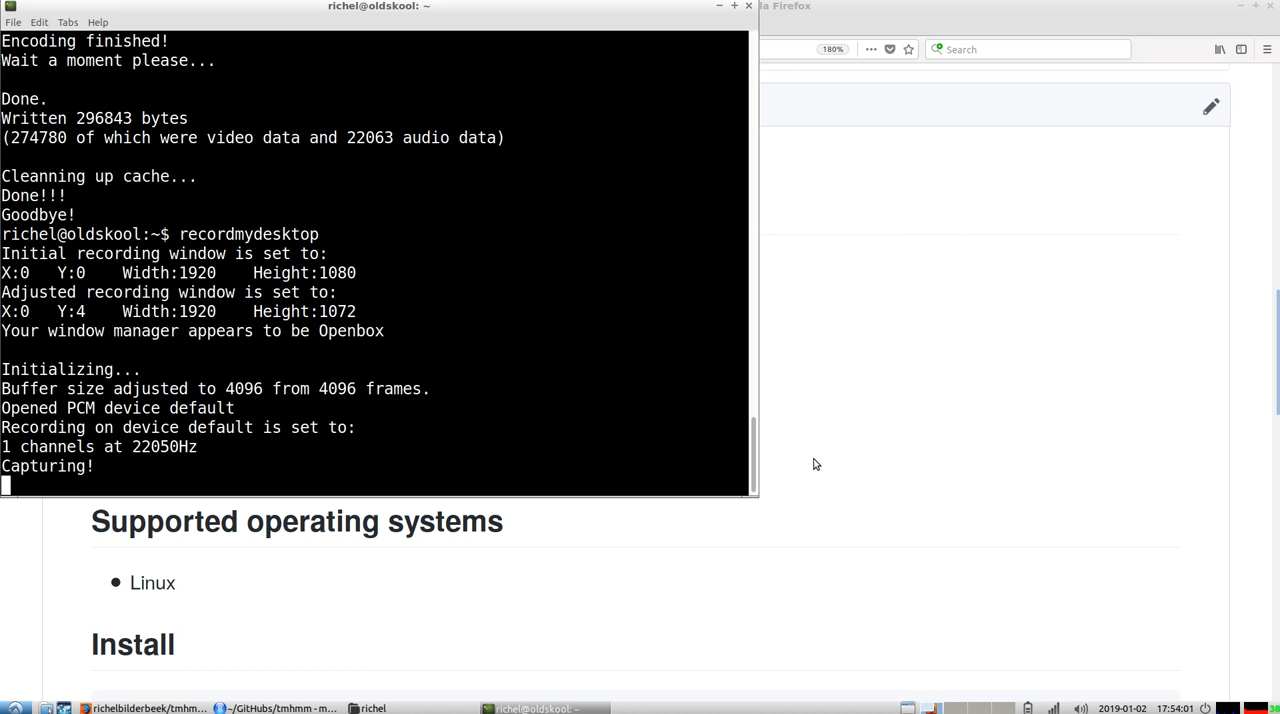 richel@oldskool: ~
la Firefox
File Edit Tabs Help
180%
Search
Encoding finished!
Wait a moment please...
Done.
Written 296843 bytes
(274780 of which were video data and 22063 audio data)
Cleanning up cache...
Done!!!
Goodbye!
richel@oldskool:~$ recordmydesktop
Initial recording window is set to:
X:0 Y:0 Width:1920 Height:1080
Adjusted recording window is set to:
X:0 Y:4 Width:1920 Height:1072
Your window manager appears to be Openbox
Initializing...
Buffer size adjusted to 4096 from 4096 frames.
Opened PCM device default
Recording on device default is set to:
1 channels at 22050Hz
Capturing!
Supported operating systems
Linux
Install
richelbilderbeek/tmhm... ~/GitHubs/tmhmm - m... richel richel@oldskool: ~ 2019-01-02 17:54:01 38